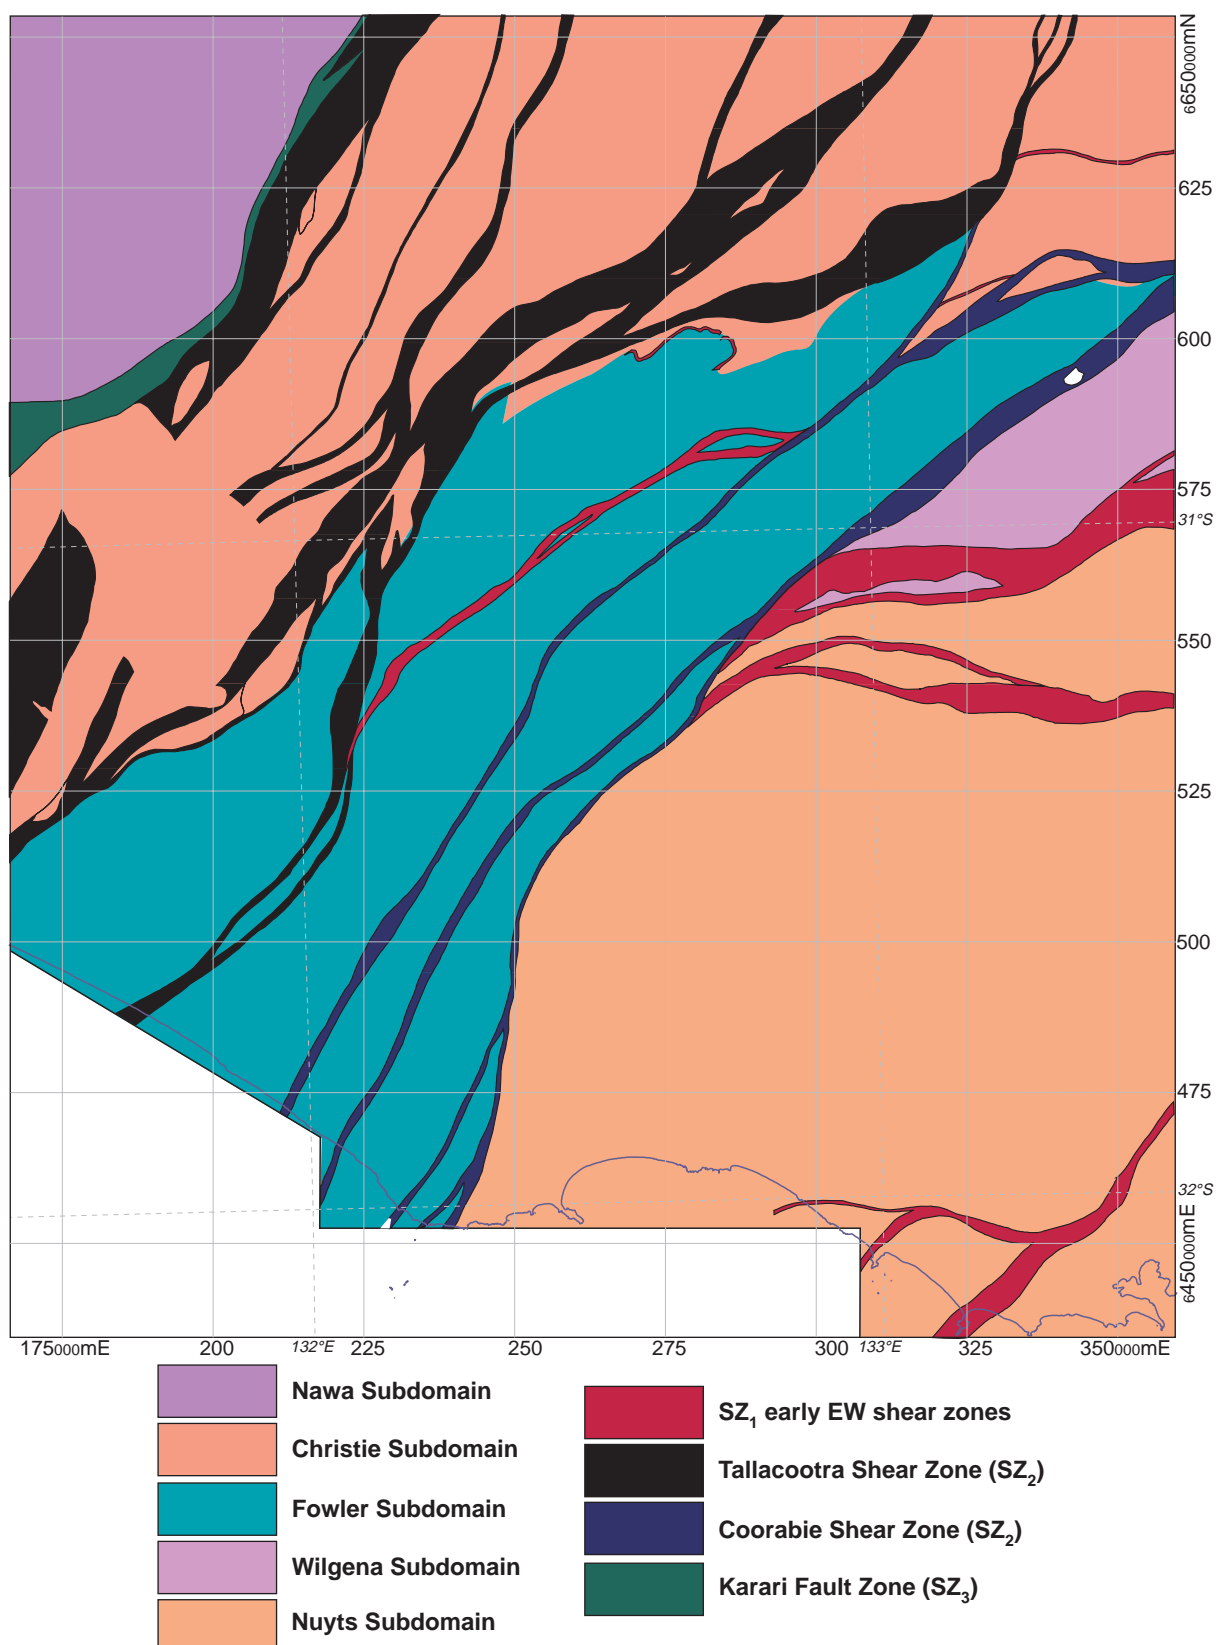 6650000mN
625
600
575
31°S
550
525
500
475
32°S
6450000mE
175000mE
200
132°E
225
250
275
300
133°E
325
350000mE
Nawa Subdomain
Christie Subdomain
Fowler Subdomain
Wilgena Subdomain
Nuyts Subdomain
SZ1 early EW shear zones
Tallacootra Shear Zone (SZ2)
Coorabie Shear Zone (SZ2)
Karari Fault Zone (SZ3)